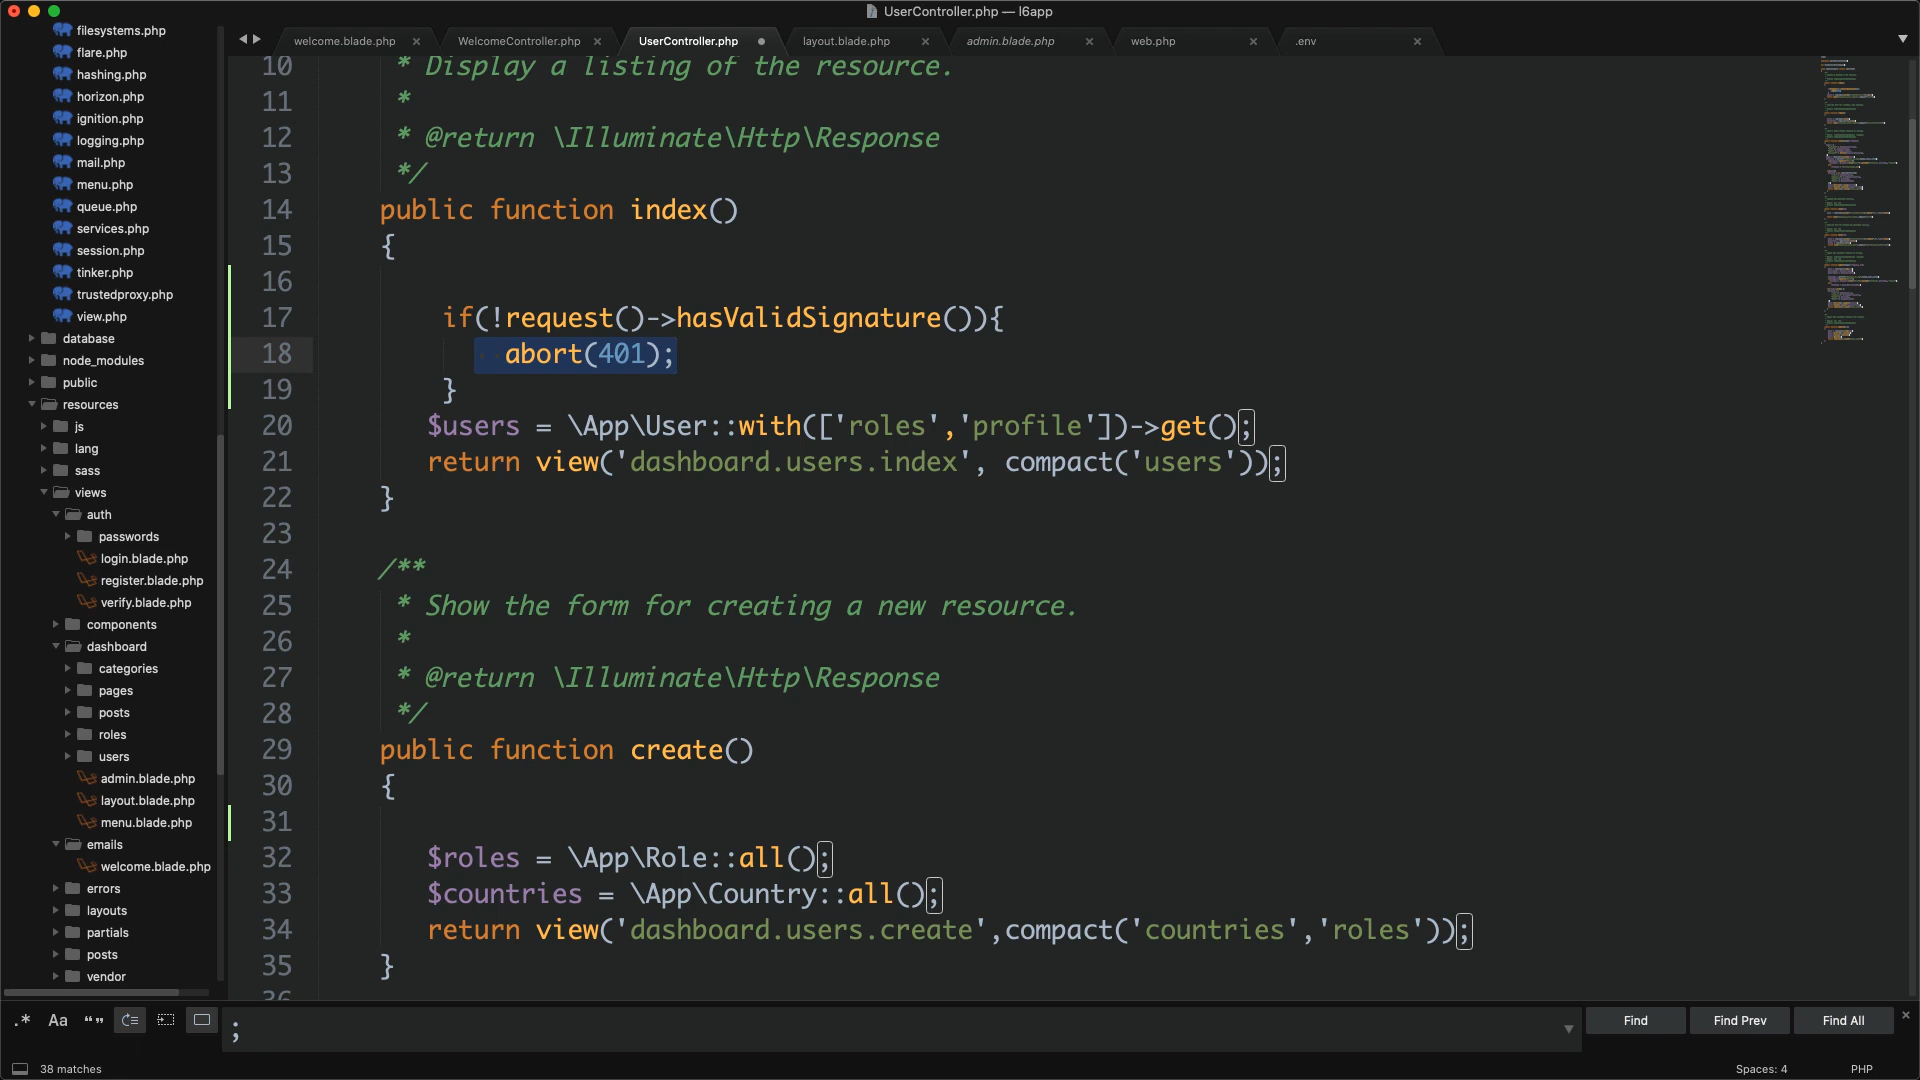 UserController.php — l6app
welcome.blade.php
WelcomeController.php
UserController.php
layout.blade.php
admin.blade.php
web.php
.env
filesystems.php
flare.php
hashing.php
horizon.php
ignition.php
logging.php
mail.php
menu.php
queue.php
services.php
session.php
tinker.php
trustedproxy.php
view.php
database
node_modules
public
resources
js
lang
sass
views
auth
passwords
login.blade.php
register.blade.php
verify.blade.php
components
dashboard
categories
pages
posts
roles
users
admin.blade.php
layout.blade.php
menu.blade.php
emails
welcome.blade.php
errors
layouts
partials
posts
vendor
10 * Display a listing of the resource.
11 *
12 * @return \Illuminate\Http\Response
13 */
14 public function index()
15 {
16
17 if(!request()->hasValidSignature()){
18 abort(401);
19 }
20 $users = \App\User::with(['roles','profile'])->get();
21 return view('dashboard.users.index', compact('users'));
22 }
23
24 /**
25 * Show the form for creating a new resource.
26 *
27 * @return \Illuminate\Http\Response
28 */
29 public function create()
30 {
31
32 $roles = \App\Role::all();
33 $countries = \App\Country::all();
34 return view('dashboard.users.create',compact('countries','roles'));
35 }
36
.* Aa “” ;
Find
Find Prev
Find All
38 matches
Spaces: 4
PHP